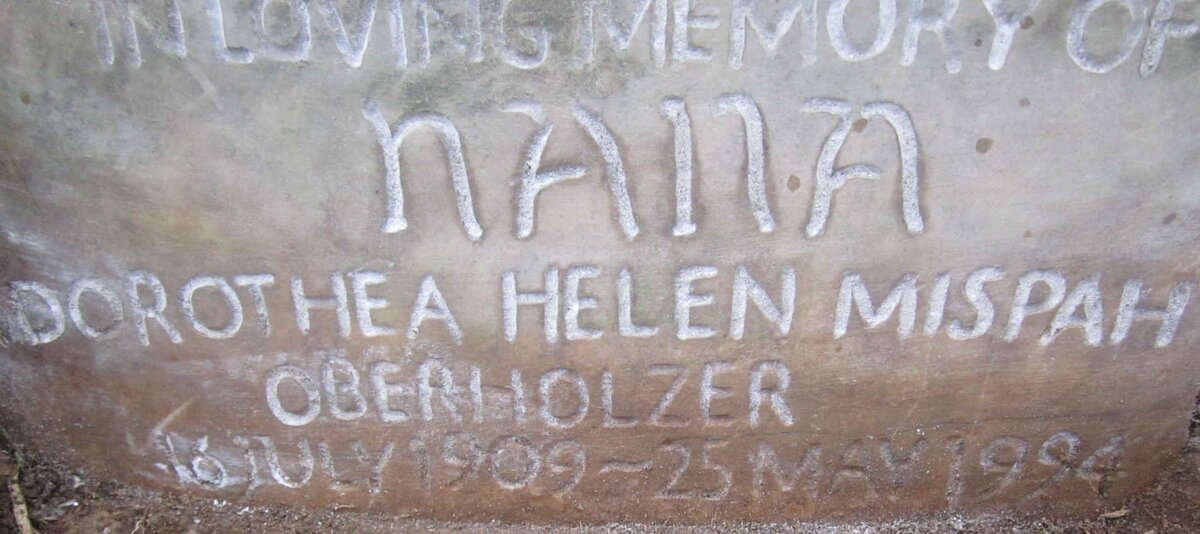 IN LOVING MEMORY OF
NANA
DOROTHEA HELEN MISPAH
OBERHOLZER
16 JULY 1909 ~ 25 MAY 1994